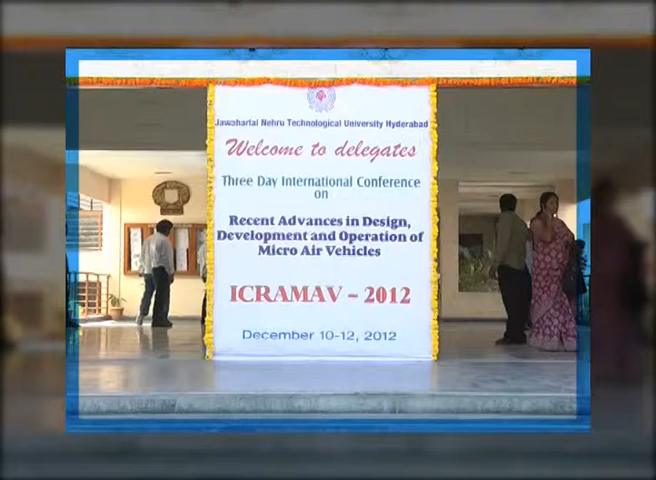 Jawaharlal Nehru Technological University Hyderabad
Welcome to delegates
Three Day International Conference
on
Recent Advances in Design,
Development and Operation of
Micro Air Vehicles
ICRAMAV - 2012
December 10-12, 2012